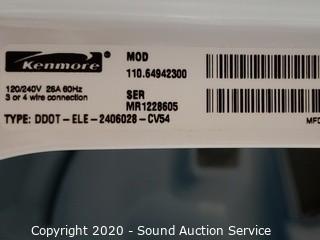 Kenmore
MOD
110.64942300
120/240V 26A 60Hz
3 or 4 wire connection
SER
MR1228605
TYPE: DDOT-ELE-2406028-CV54
MFD
Copyright 2020 - Sound Auction Service